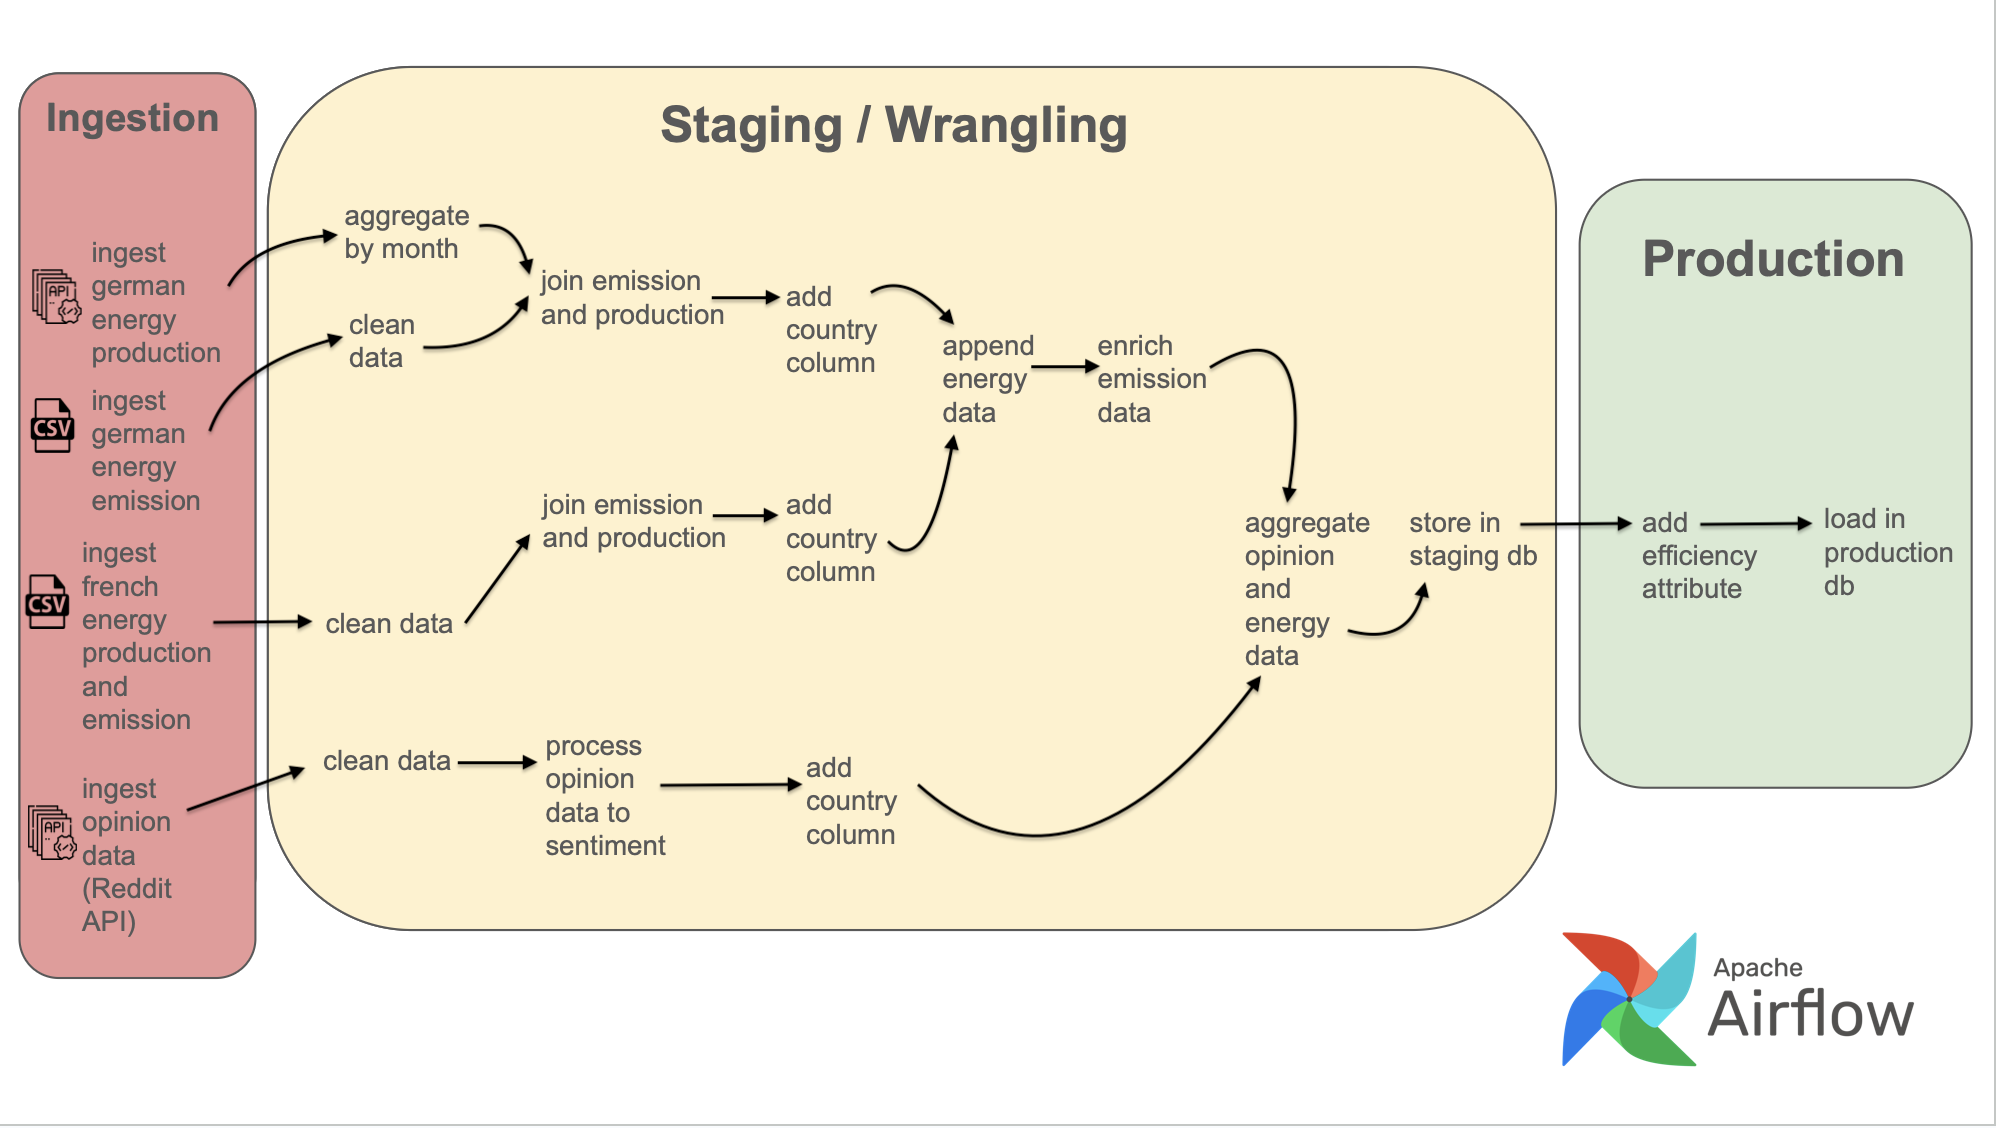 Ingestion
API
ingest
german
energy
production
CSV
ingest
german
energy
emission
CSV
ingest
french
energy
production
and
emission
API
ingest
opinion
data
(Reddit
API)
Staging / Wrangling
aggregate
by month
clean
data
join emission
and production
add
country
column
append
energy
data
enrich
emission
data
clean data
join emission
and production
add
country
column
clean data
process
opinion
data to
sentiment
add
country
column
aggregate
opinion
and
energy
data
store in
staging db
Production
add
efficiency
attribute
load in
production
db
Apache
Airflow